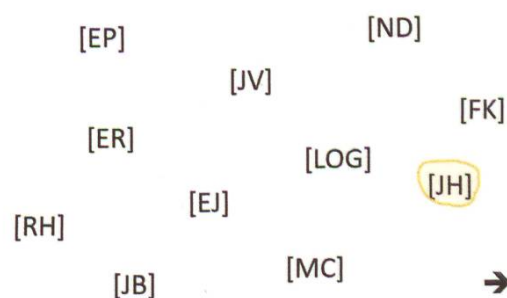 [ND]
[EP]
[JV]
[FK]
[ER]
[LOG]
[JH]
[EJ]
[RH]
[MC]
[JB]
➔